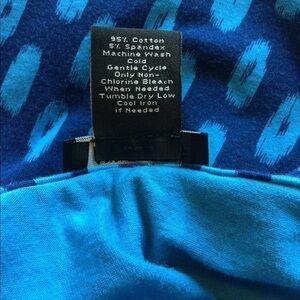 95% Cotton
5% Spandex
Machine Wash
Cold
Gentle Cycle
Only Non-
Chlorine Bleach
When Needed
Tumble Dry Low
Cool Iron
if Needed